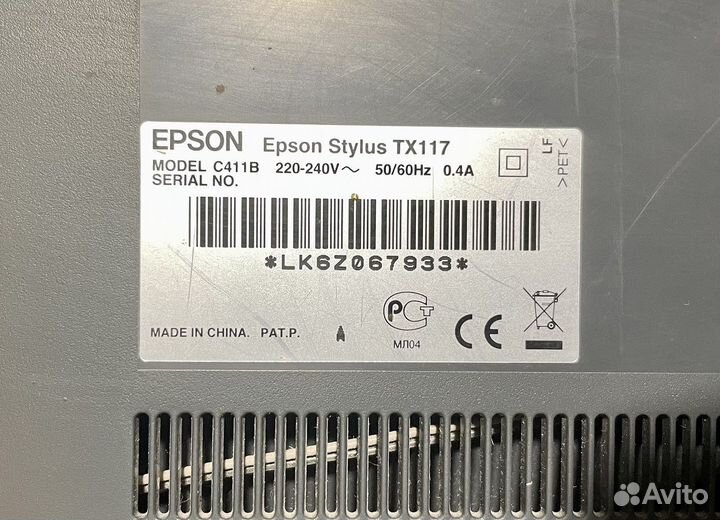 EPSON Epson Stylus TX117
MODEL C411B 220-240V~ 50/60Hz 0.4A
SERIAL NO.
LF
>PET<
*LK6Z067933*
РСТ
МЛ04
CE
MADE IN CHINA. PAT.P. A
Avito